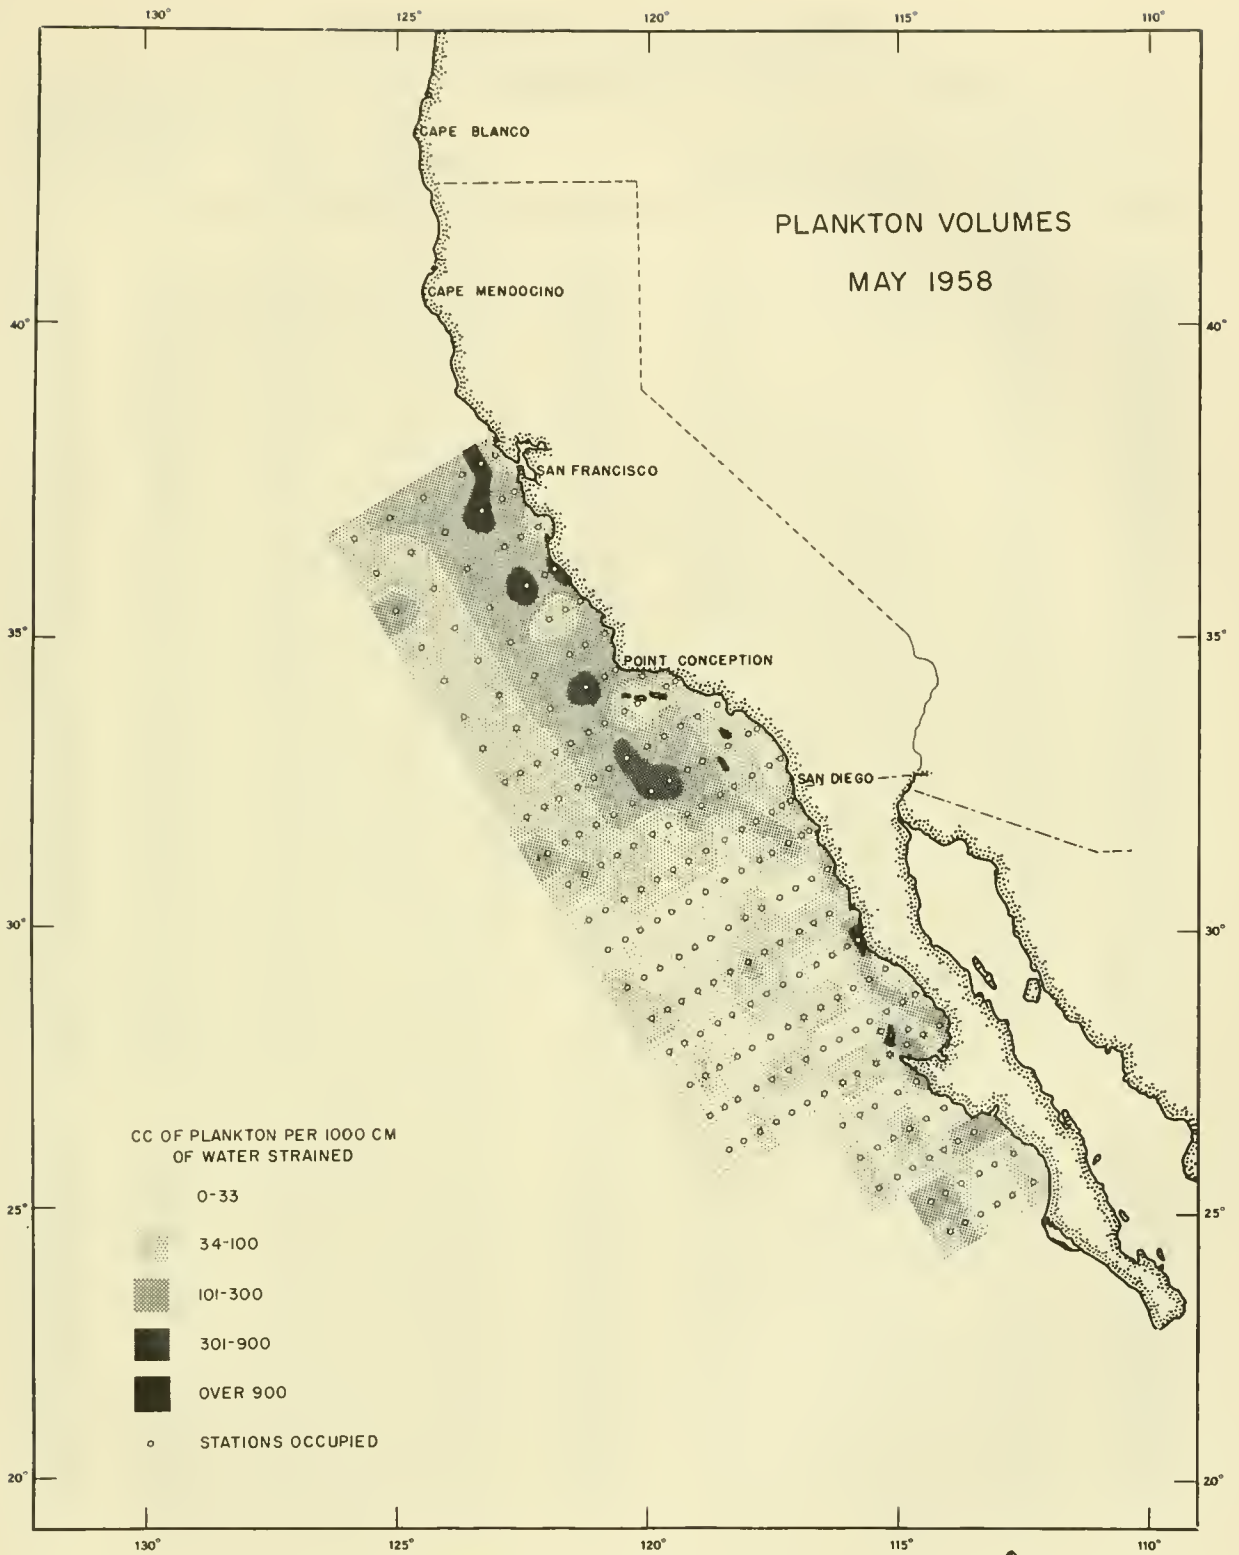 130° 125° 120° 115° 110°
CAPE BLANCO
PLANKTON VOLUMES
MAY 1958
CAPE MENDOCINO
40° 40°
SAN FRANCISCO
35° 35°
POINT CONCEPTION
SAN DIEGO
30° 30°
CC OF PLANKTON PER 1000 CM
OF WATER STRAINED
0-33
25° 25°
34-100
101-300
301-900
OVER 900
STATIONS OCCUPIED
20° 20°
130° 125° 120° 115° 110°